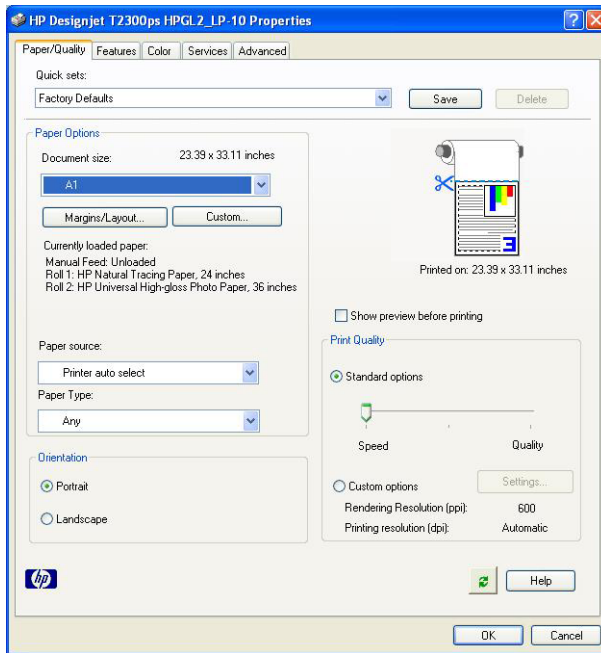 HP Designjet T2300ps HPGL2_LP-10 Properties
Paper/Quality Features Color Services Advanced
Quick sets:
Factory Defaults
Save
Delete
Paper Options
Document size: 23.39 x 33.11 inches
A1
Margins/Layout...
Custom...
Currently loaded paper:
Manual Feed: Unloaded
Roll 1: HP Natural Tracing Paper, 24 inches
Roll 2: HP Universal High-gloss Photo Paper, 36 inches
Paper source:
Printer auto select
Paper Type:
Any
Orientation
Portrait
Landscape
Printed on: 23.39 x 33.11 inches
Show preview before printing
Print Quality
Standard options
Speed Quality
Custom options
Settings...
Rendering Resolution (ppi): 600
Printing resolution (dpi): Automatic
hp
Help
OK
Cancel